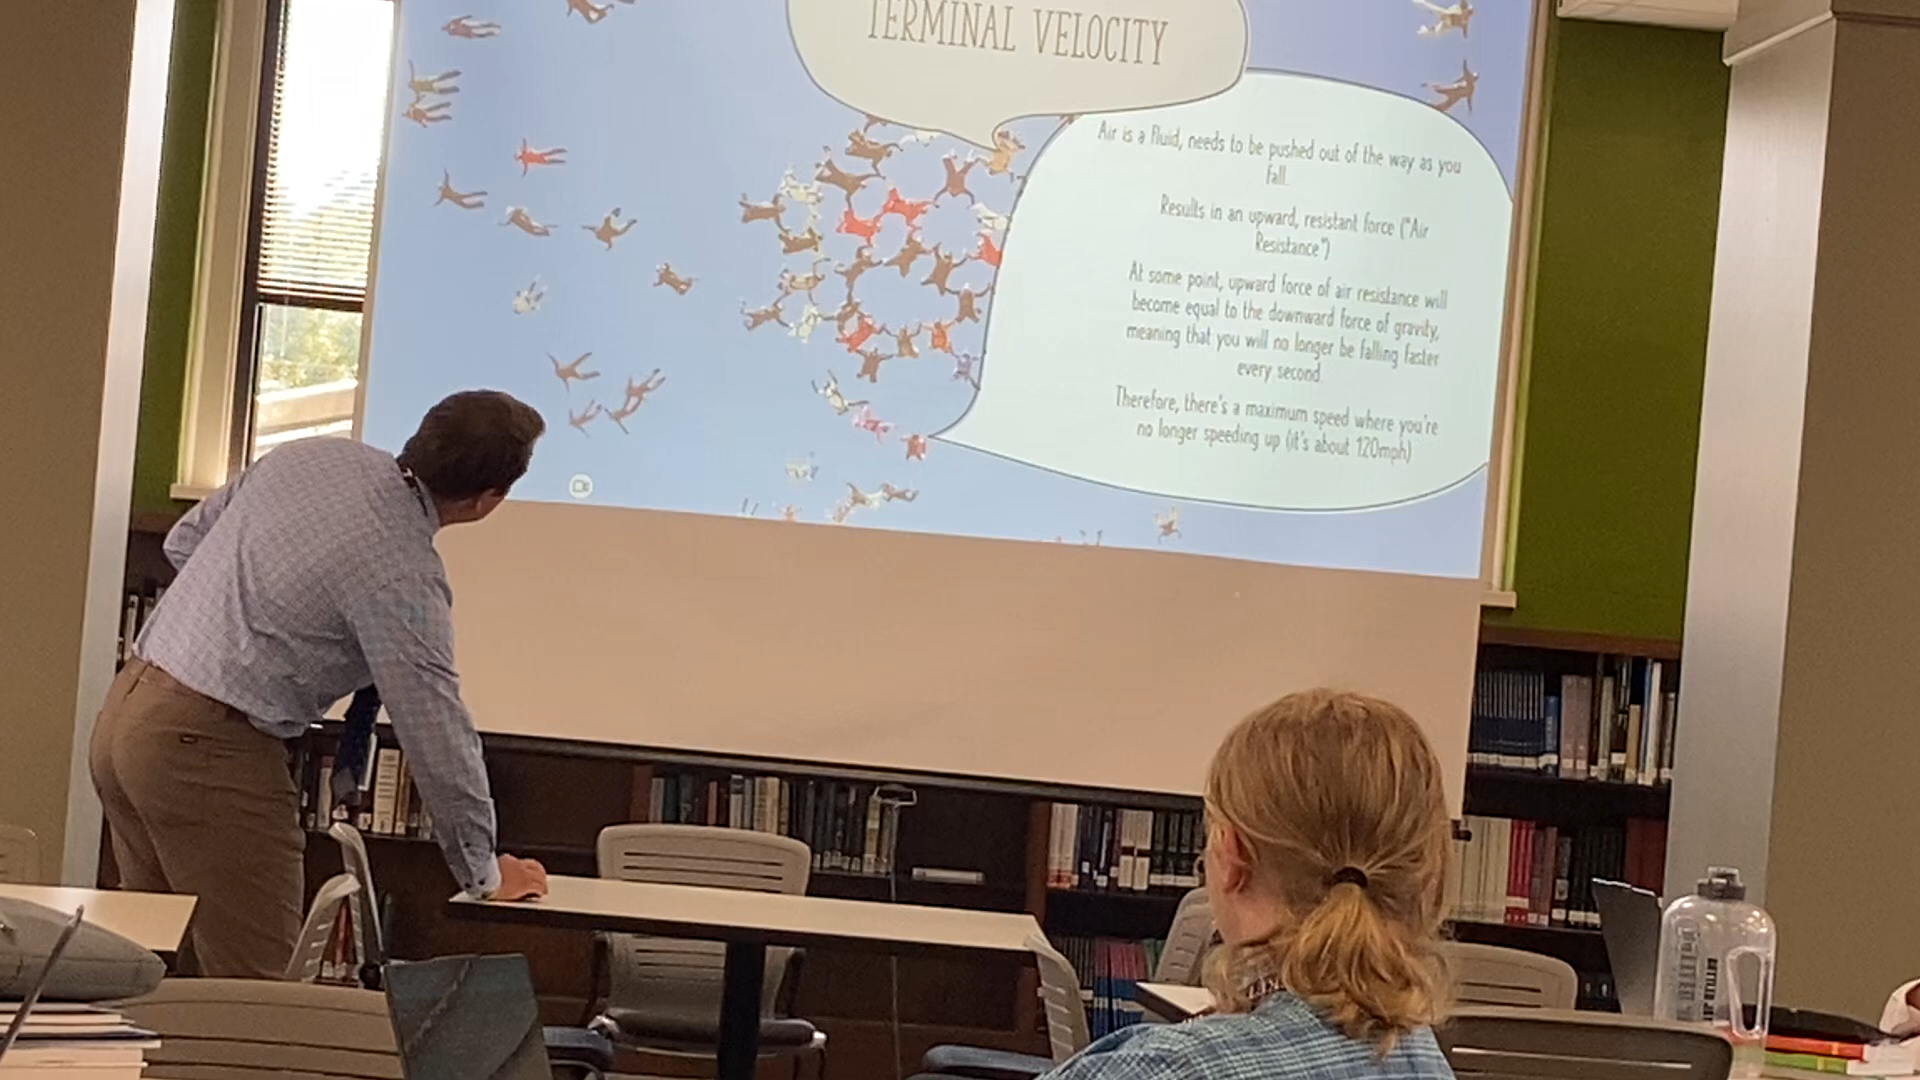 TERMINAL VELOCITY
Air is a fluid, needs to be pushed out of the way as you
fall.
Results in an upward, resistant force ("Air
Resistance")
At some point, upward force of air resistance will
become equal to the downward force of gravity,
meaning that you will no longer be falling faster
every second.
Therefore, there's a maximum speed where you're
no longer speeding up (it's about 120mph)